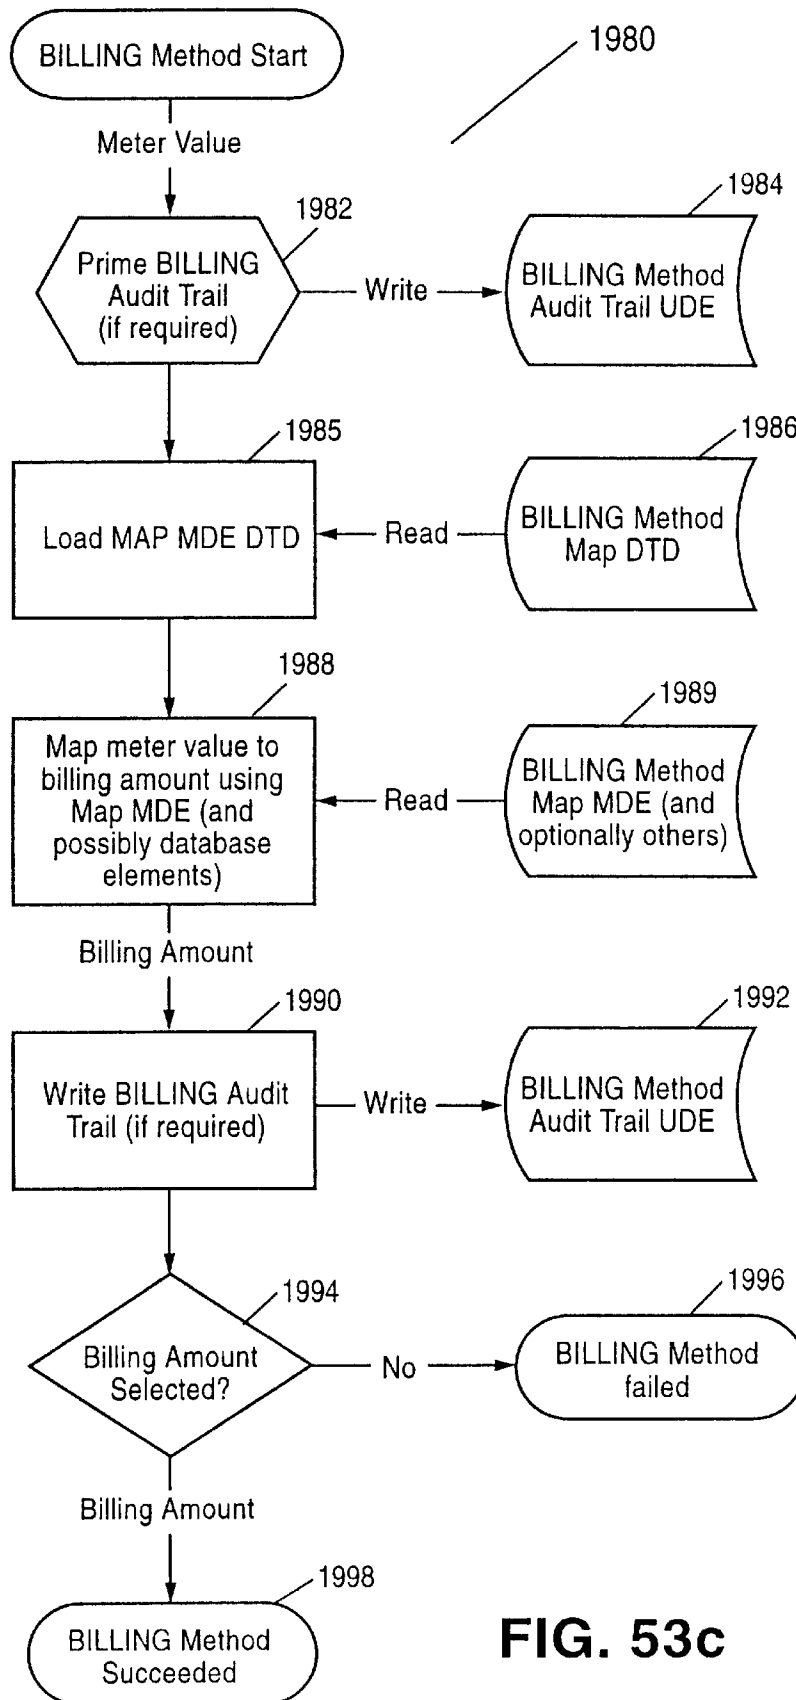 BILLING Method Start
1980
Meter Value
1982
Prime BILLING
Audit Trail
(if required)
Write
1984
BILLING Method
Audit Trail UDE
1985
Load MAP MDE DTD
Read
1986
BILLING Method
Map DTD
1988
Map meter value to
billing amount using
Map MDE (and
possibly database
elements)
Read
1989
BILLING Method
Map MDE (and
optionally others)
Billing Amount
1990
Write BILLING Audit
Trail (if required)
Write
1992
BILLING Method
Audit Trail UDE
1994
Billing Amount
Selected?
No
1996
BILLING Method
failed
Billing Amount
1998
BILLING Method
Succeeded
FIG. 53c